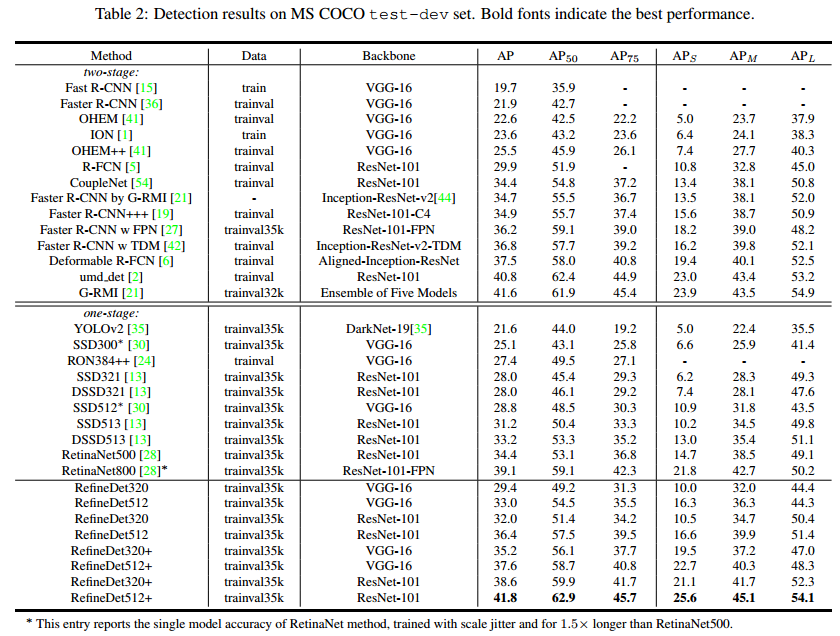 Table 2: Detection results on MS COCO test-dev set. Bold fonts indicate the best performance.
Method Data Backbone AP AP50 AP75 APS APM APL
two-stage:
Fast R-CNN [15] train VGG-16 19.7 35.9 - - - -
Faster R-CNN [36] trainval VGG-16 21.9 42.7 - - - -
OHEM [41] trainval VGG-16 22.6 42.5 22.2 5.0 23.7 37.9
ION [1] train VGG-16 23.6 43.2 23.6 6.4 24.1 38.3
OHEM++ [41] trainval VGG-16 25.5 45.9 26.1 7.4 27.7 40.3
R-FCN [5] trainval ResNet-101 29.9 51.9 - 10.8 32.8 45.0
CoupleNet [54] trainval ResNet-101 34.4 54.8 37.2 13.4 38.1 50.8
Faster R-CNN by G-RMI [21] - Inception-ResNet-v2[44] 34.7 55.5 36.7 13.5 38.1 52.0
Faster R-CNN+++ [19] trainval ResNet-101-C4 34.9 55.7 37.4 15.6 38.7 50.9
Faster R-CNN w FPN [27] trainval35k ResNet-101-FPN 36.2 59.1 39.0 18.2 39.0 48.2
Faster R-CNN w TDM [42] trainval Inception-ResNet-v2-TDM 36.8 57.7 39.2 16.2 39.8 52.1
Deformable R-FCN [6] trainval Aligned-Inception-ResNet 37.5 58.0 40.8 19.4 40.1 52.5
umd_det [2] trainval ResNet-101 40.8 62.4 44.9 23.0 43.4 53.2
G-RMI [21] trainval32k Ensemble of Five Models 41.6 61.9 45.4 23.9 43.5 54.9
one-stage:
YOLOv2 [35] trainval35k DarkNet-19[35] 21.6 44.0 19.2 5.0 22.4 35.5
SSD300* [30] trainval35k VGG-16 25.1 43.1 25.8 6.6 25.9 41.4
RON384++ [24] trainval VGG-16 27.4 49.5 27.1 - - -
SSD321 [13] trainval35k ResNet-101 28.0 45.4 29.3 6.2 28.3 49.3
DSSD321 [13] trainval35k ResNet-101 28.0 46.1 29.2 7.4 28.1 47.6
SSD512* [30] trainval35k VGG-16 28.8 48.5 30.3 10.9 31.8 43.5
SSD513 [13] trainval35k ResNet-101 31.2 50.4 33.3 10.2 34.5 49.8
DSSD513 [13] trainval35k ResNet-101 33.2 53.3 35.2 13.0 35.4 51.1
RetinaNet500 [28] trainval35k ResNet-101 34.4 53.1 36.8 14.7 38.5 49.1
RetinaNet800 [28]* trainval35k ResNet-101-FPN 39.1 59.1 42.3 21.8 42.7 50.2
RefineDet320 trainval35k VGG-16 29.4 49.2 31.3 10.0 32.0 44.4
RefineDet512 trainval35k VGG-16 33.0 54.5 35.5 16.3 36.3 44.3
RefineDet320 trainval35k ResNet-101 32.0 51.4 34.2 10.5 34.7 50.4
RefineDet512 trainval35k ResNet-101 36.4 57.5 39.5 16.6 39.9 51.4
RefineDet320+ trainval35k VGG-16 35.2 56.1 37.7 19.5 37.2 47.0
RefineDet512+ trainval35k VGG-16 37.6 58.7 40.8 22.7 40.3 48.3
RefineDet320+ trainval35k ResNet-101 38.6 59.9 41.7 21.1 41.7 52.3
RefineDet512+ trainval35k ResNet-101 41.8 62.9 45.7 25.6 45.1 54.1
* This entry reports the single model accuracy of RetinaNet method, trained with scale jitter and for 1.5× longer than RetinaNet500.